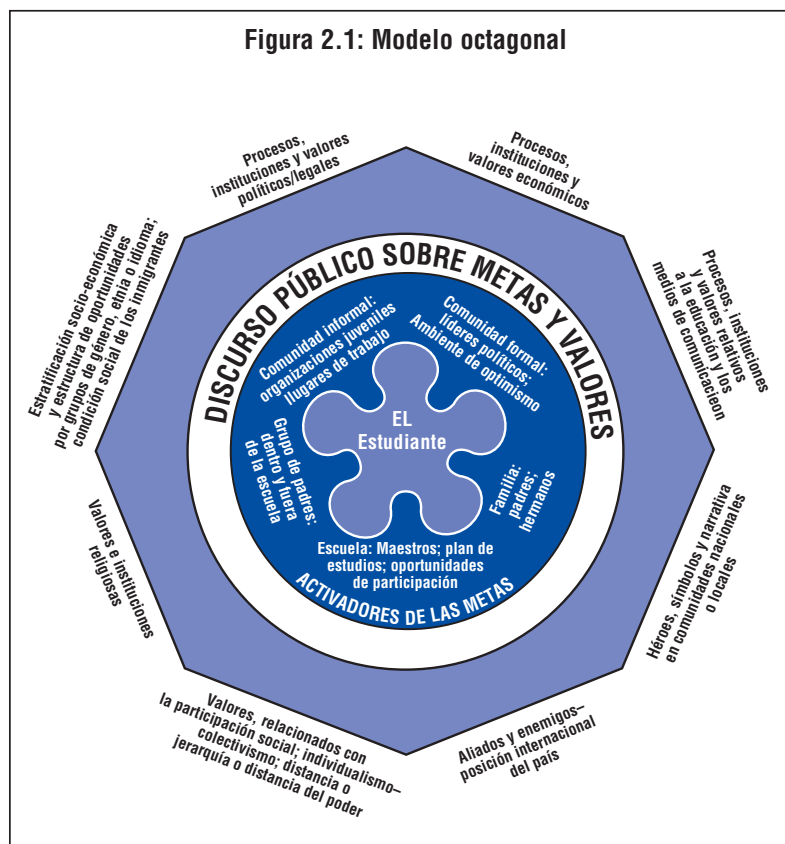 Figura 2.1: Modelo octagonal
Procesos,
instituciones y valores
políticos/legales
Procesos,
instituciones y
valores económicos
Estratificación socio-económica
y estructura de oportunidades
por grupos de género, etnia o idioma;
condición social de los inmigrantes
Procesos, instituciones
y valores relativos
a la educación y los
medios de comunicacieon
DISCURSO PÚBLICO SOBRE METAS Y VALORES
Comunidad informal:
organizaciones juveniles
llugares de trabajo
Comunidad formal:
líderes políticos;
Ambiente de optimismo
EL
Estudiante
Grupo de padres:
dentro y fuera
de la escuela
Familia:
padres;
hermanos
Escuela: Maestros; plan de
estudios; oportunidades
de participación
ACTIVADORES DE LAS METAS
Valores e instituciones
religiosas
Héroes, símbolos y narrativa
en comunidades nacionales
o locales
Valores, relacionados con
la participación social; individualismo–
colectivismo; distancia o
jerarquía o distancia del poder
Aliados y enemigos–
posición internacional
del país